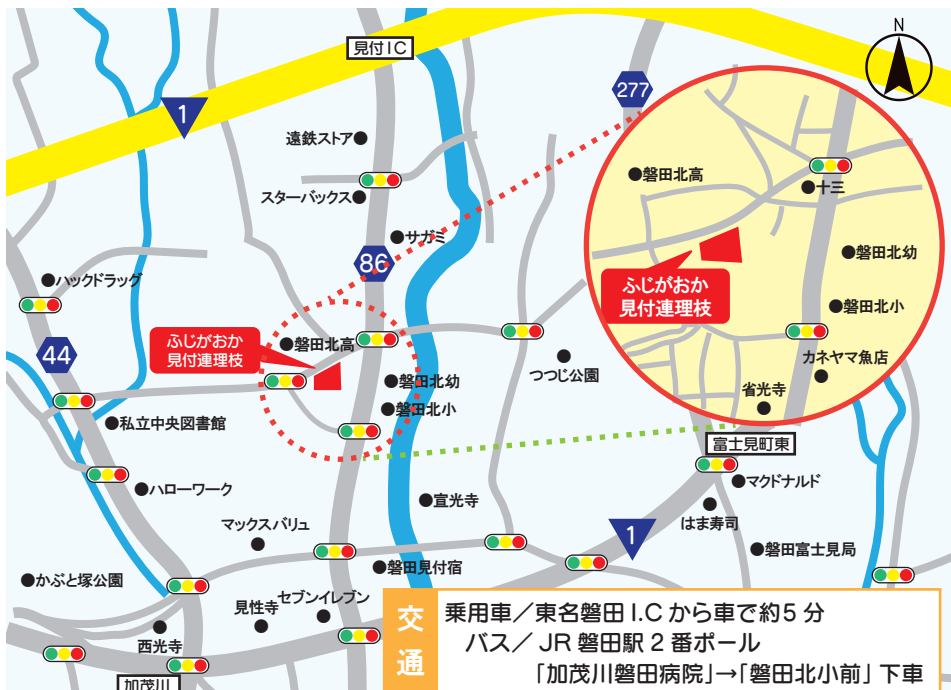 見付IC
N
277
1
遠鉄ストア
スターバックス
磐田北高
十三
サガミ
86
磐田北幼
ハックドラッグ
ふじがおか
見付連理枝
磐田北小
ふじがおか
見付連理枝
磐田北高
44
カネヤマ魚店
つつじ公園
磐田北幼
省光寺
磐田北小
私立中央図書館
富士見町東
マクドナルド
ハローワーク
宣光寺
はま寿司
マックスバリュ
1
磐田富士見局
磐田見付宿
かぶと塚公園
見性寺
セブンイレブン
西光寺
加茂川
交通
乗用車／東名磐田I.Cから車で約5分
バス／JR磐田駅2番ポール
「加茂川磐田病院」→「磐田北小前」下車